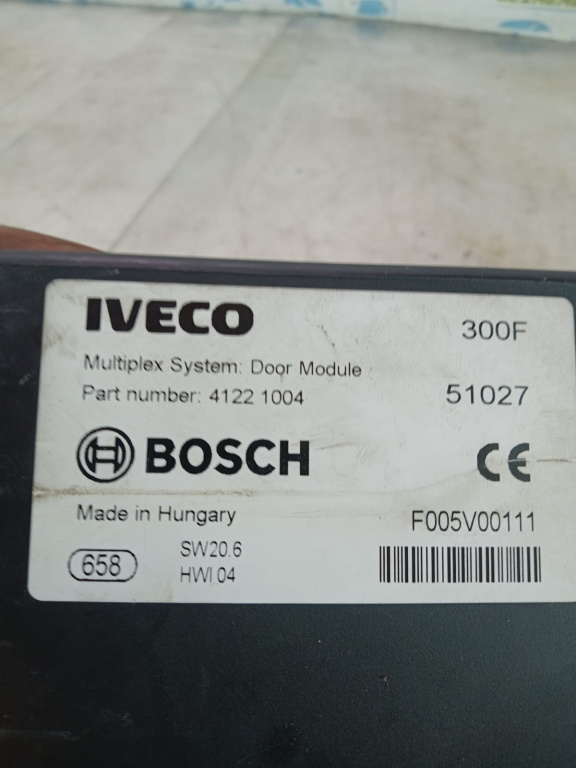 IVECO
300F
Multiplex System: Door Module
Part number: 4122 1004
51027
BOSCH
CE
Made in Hungary
F005V00111
658
SW20.6
HWI 04